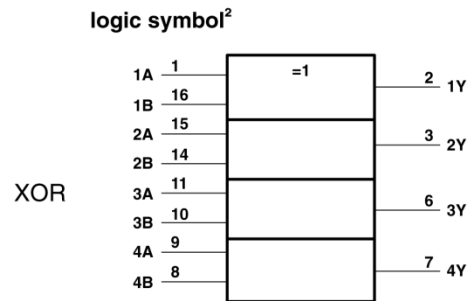 logic symbol²
1A 1 =1 2 1Y
1B 16
2A 15 3 2Y
2B 14
3A 11 6 3Y
XOR
3B 10
4A 9 7 4Y
4B 8